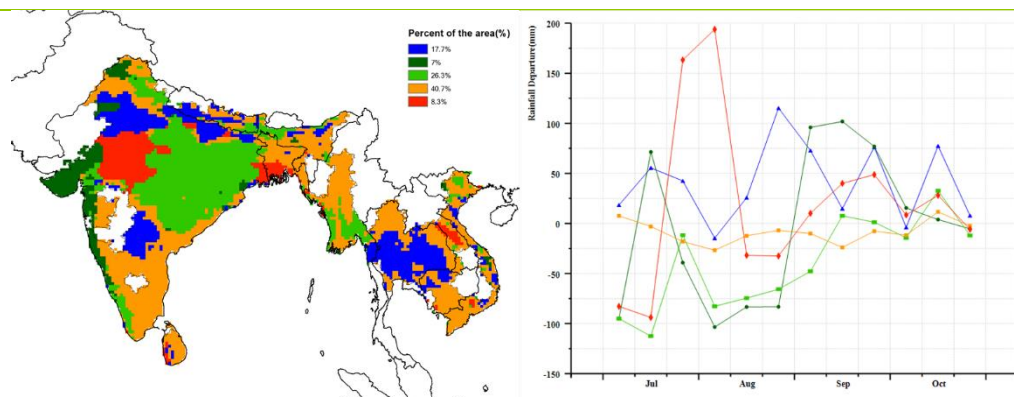 Percent of the area(%)
17.7%
7%
26.3%
40.7%
8.3%
Rainfall Departure(mm)
200
150
100
50
0
-50
-100
-150
Jul
Aug
Sep
Oct